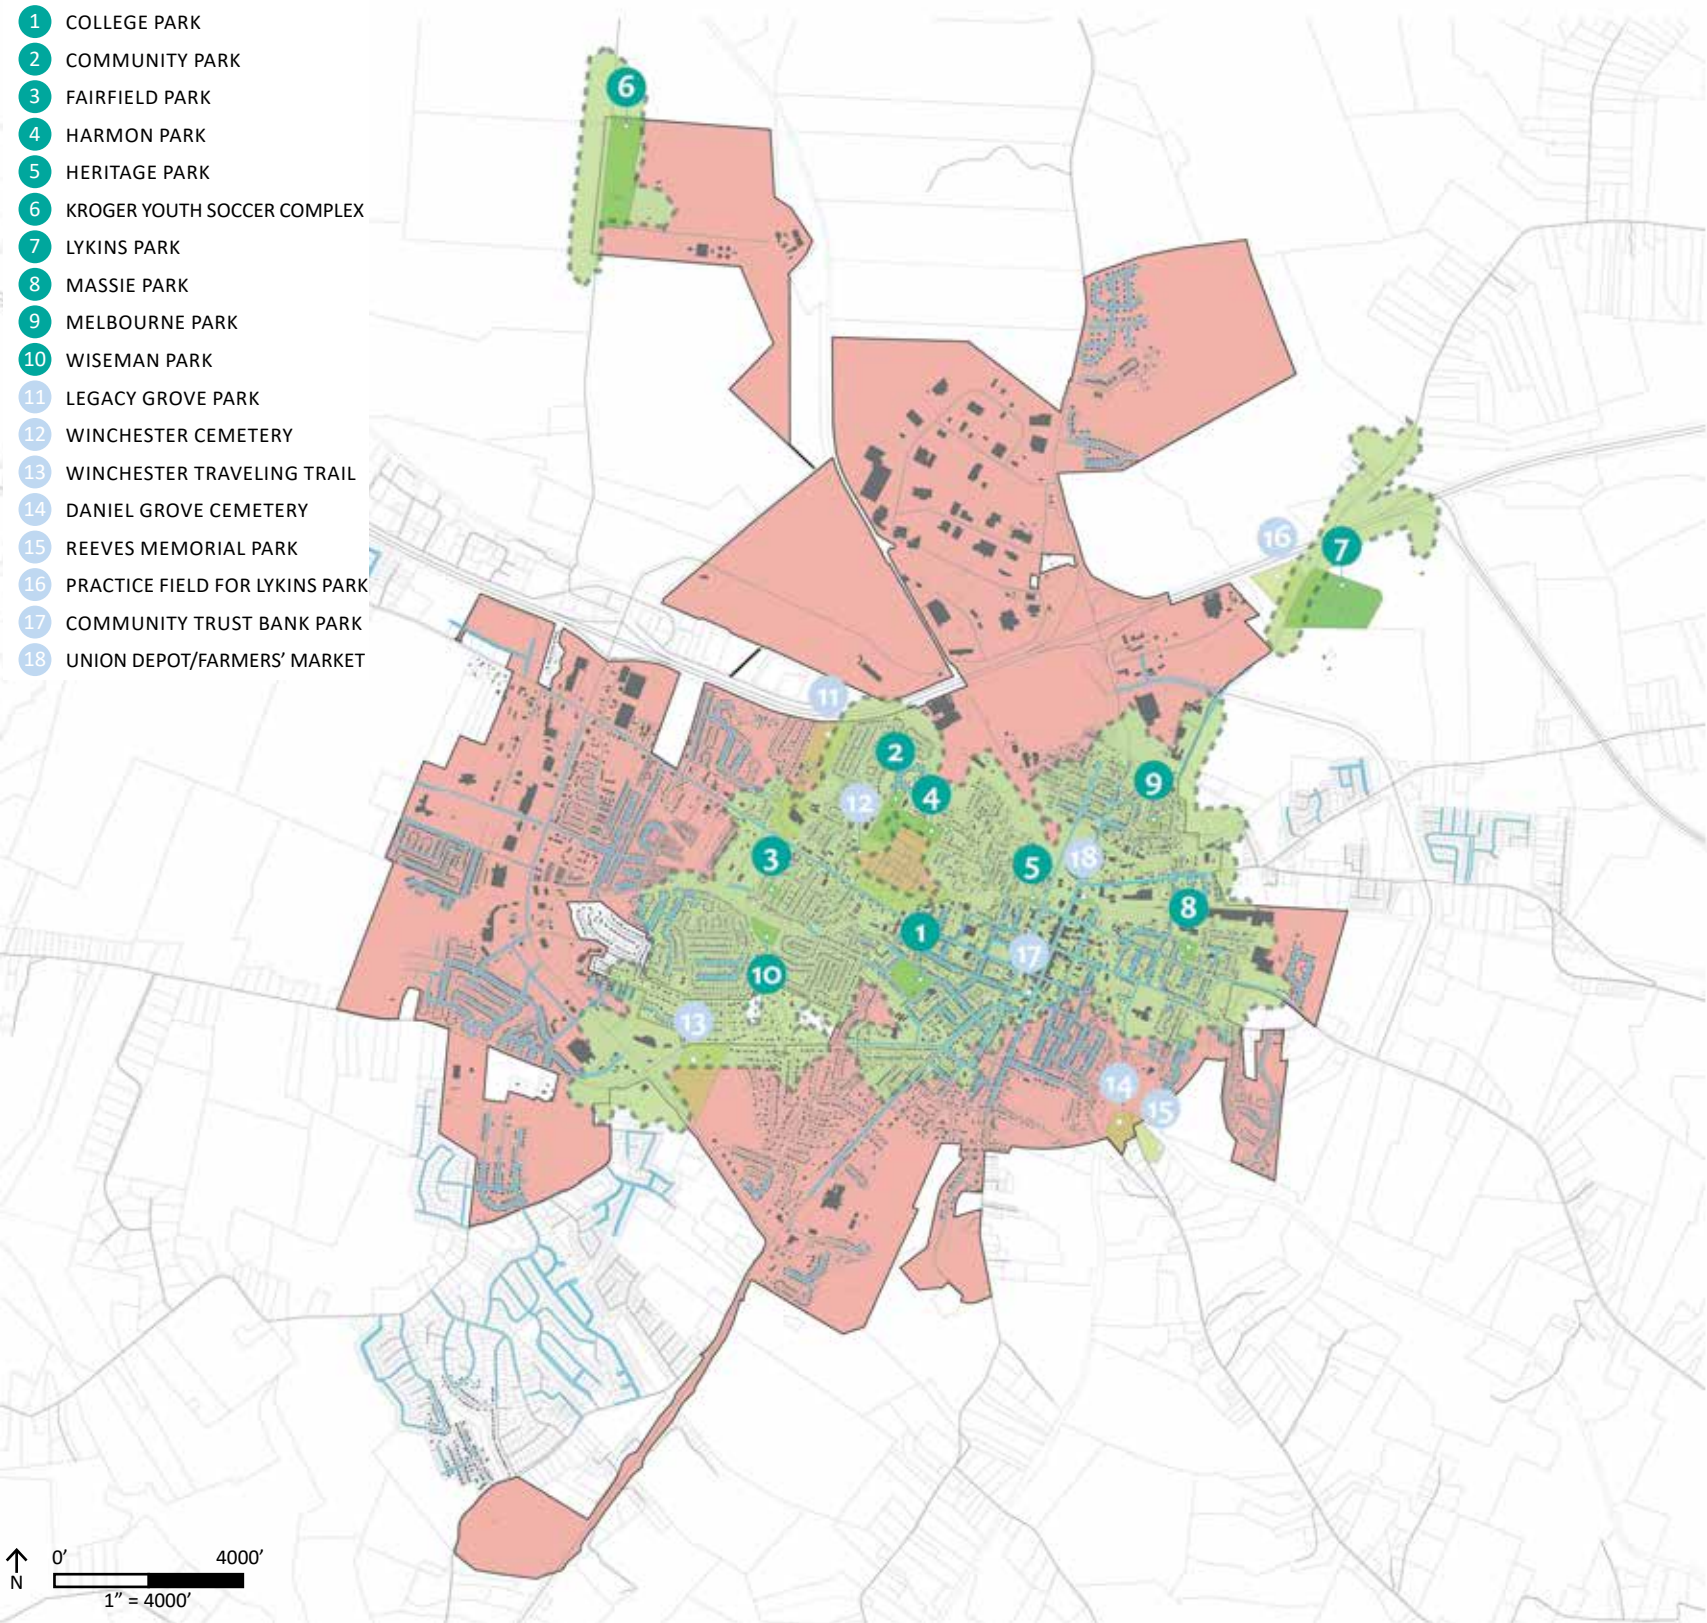 1 COLLEGE PARK
2 COMMUNITY PARK
3 FAIRFIELD PARK
4 HARMON PARK
5 HERITAGE PARK
6 KROGER YOUTH SOCCER COMPLEX
7 LYKINS PARK
8 MASSIE PARK
9 MELBOURNE PARK
10 WISEMAN PARK
11 LEGACY GROVE PARK
12 WINCHESTER CEMETERY
13 WINCHESTER TRAVELING TRAIL
14 DANIEL GROVE CEMETERY
15 REEVES MEMORIAL PARK
16 PRACTICE FIELD FOR LYKINS PARK
17 COMMUNITY TRUST BANK PARK
18 UNION DEPOT/FARMERS’ MARKET
6
16
7
11
2
9
4
12
3
5
18
8
1
17
10
13
14
15
0’ 4000’
N
1” = 4000’